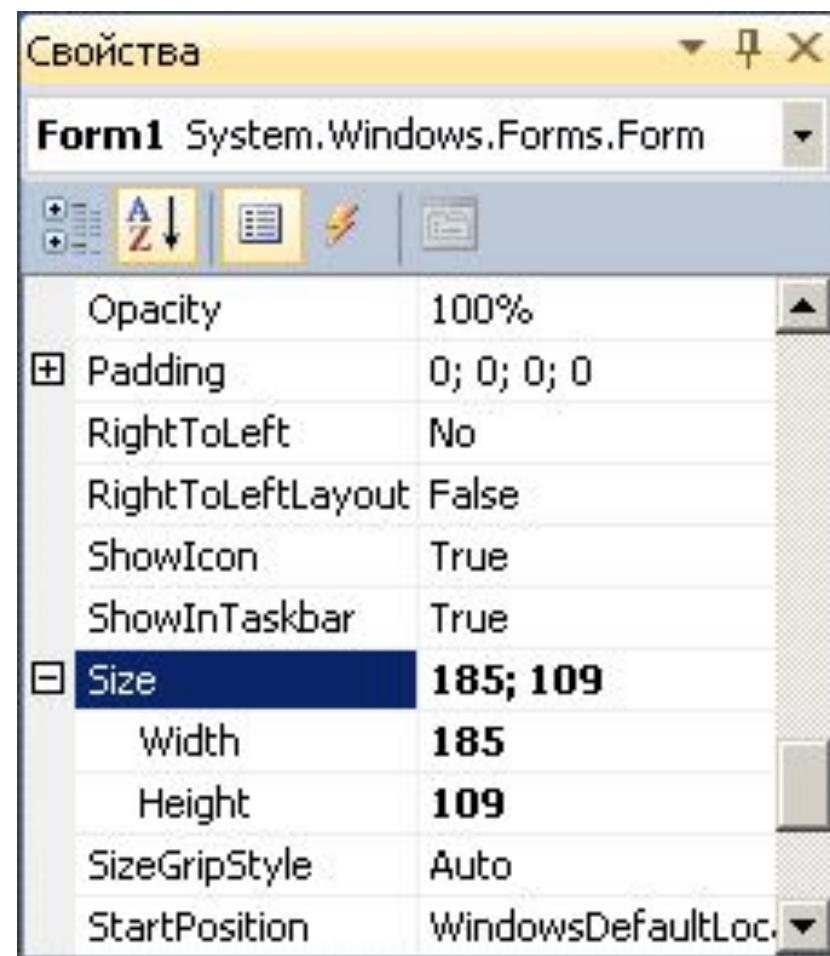 Свойства
Form1 System.Windows.Forms.Form
Opacity 100%
Padding 0; 0; 0; 0
RightToLeft No
RightToLeftLayout False
ShowIcon True
ShowInTaskbar True
Size 185; 109
Width 185
Height 109
SizeGripStyle Auto
StartPosition WindowsDefaultLoc